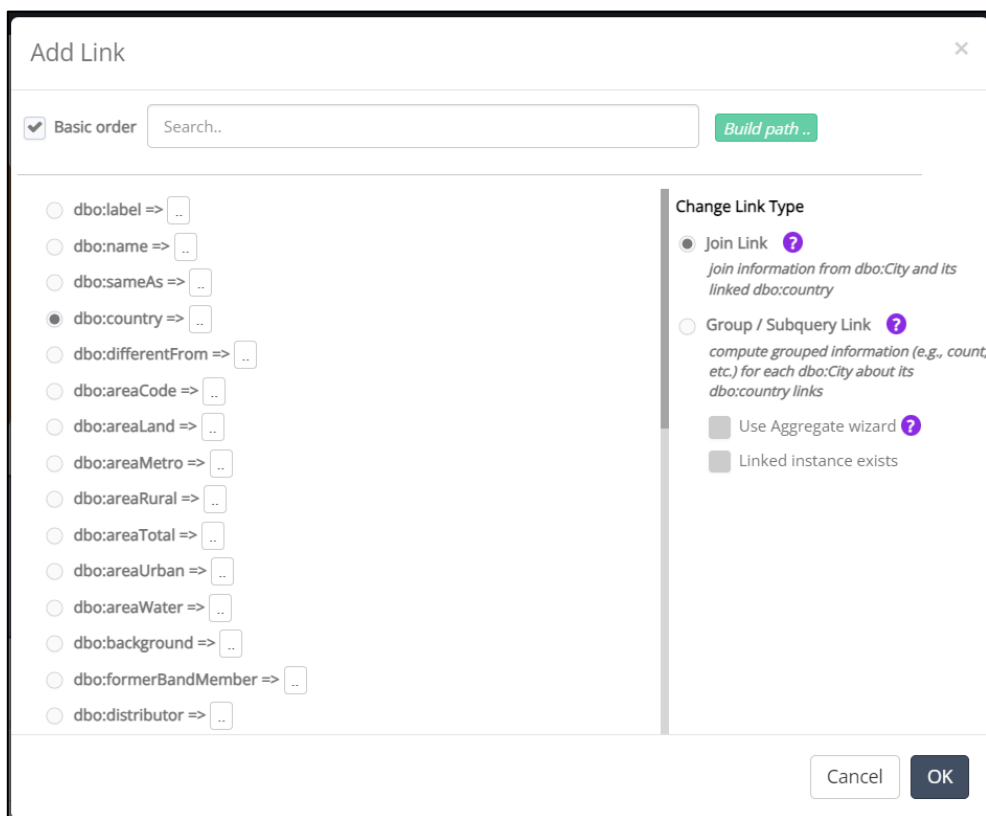 Add Link
×
Basic order
Search..
Build path ..
dbo:label => ..
dbo:name => ..
dbo:sameAs => ..
dbo:country => ..
dbo:differentFrom => ..
dbo:areaCode => ..
dbo:areaLand => ..
dbo:areaMetro => ..
dbo:areaRural => ..
dbo:areaTotal => ..
dbo:areaUrban => ..
dbo:areaWater => ..
dbo:background => ..
dbo:formerBandMember => ..
dbo:distributor => ..
Change Link Type
Join Link ?
join information from dbo:City and its
linked dbo:country
Group / Subquery Link ?
compute grouped information (e.g., count,
etc.) for each dbo:City about its
dbo:country links
Use Aggregate wizard ?
Linked instance exists
Cancel
OK